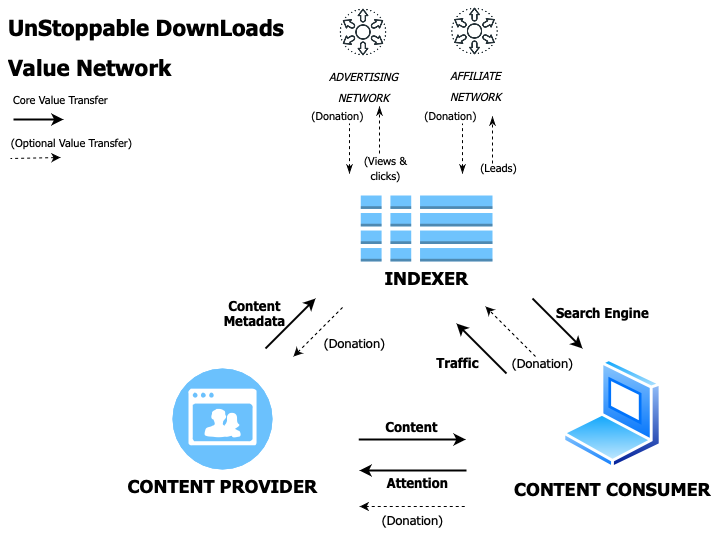 UnStoppable DownLoads
Value Network
Core Value Transfer
(Optional Value Transfer)
ADVERTISING
NETWORK
AFFILIATE
NETWORK
(Donation)
(Donation)
(Views &
clicks)
(Leads)
INDEXER
Content
Metadata
(Donation)
Search Engine
Traffic
(Donation)
Content
Attention
(Donation)
CONTENT PROVIDER
CONTENT CONSUMER